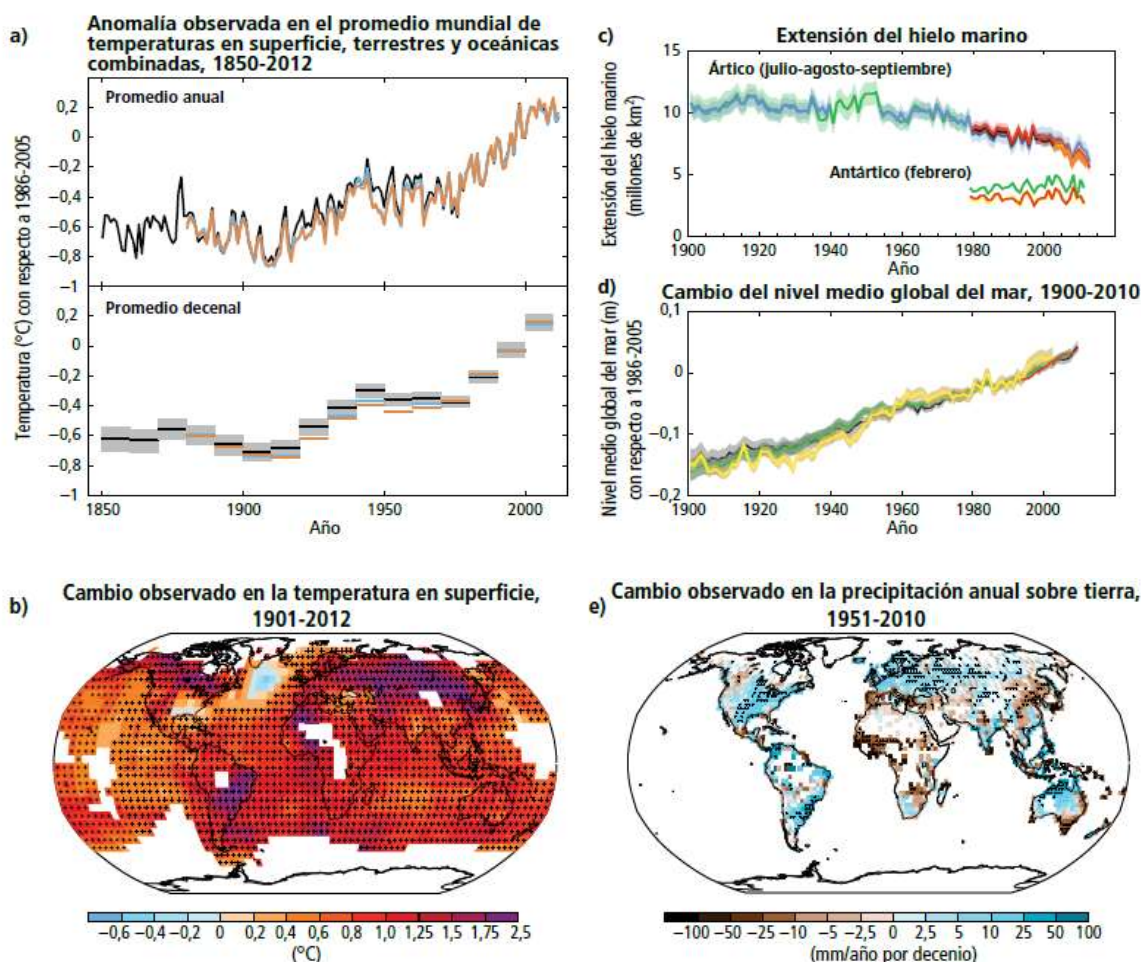 a)
Anomalía observada en el promedio mundial de
temperaturas en superficie, terrestres y oceánicas
combinadas, 1850-2012
Temperatura (°C) con respecto a 1986-2005
Promedio anual
0,2
0
−0,2
−0,4
−0,6
−0,8
−1
Promedio decenal
0,2
0
−0,2
−0,4
−0,6
−0,8
−1
1850 1900 1950 2000
Año
c)
Extensión del hielo marino
Extensión del hielo marino
(millones de km²)
15
10
5
0
Ártico (julio-agosto-septiembre)
Antártico (febrero)
1900 1920 1940 1960 1980 2000
Año
d)
Cambio del nivel medio global del mar, 1900-2010
Nivel medio global del mar (m)
con respecto a 1986-2005
0,1
0
−0,1
−0,2
1900 1920 1940 1960 1980 2000
Año
b)
Cambio observado en la temperatura en superficie,
1901-2012
−0,6 −0,4 −0,2 0 0,2 0,4 0,6 0,8 1,0 1,25 1,5 1,75 2,5
(°C)
e)
Cambio observado en la precipitación anual sobre tierra,
1951-2010
−100 −50 −25 −10 −5 −2,5 0 2,5 5 10 25 50 100
(mm/año por decenio)